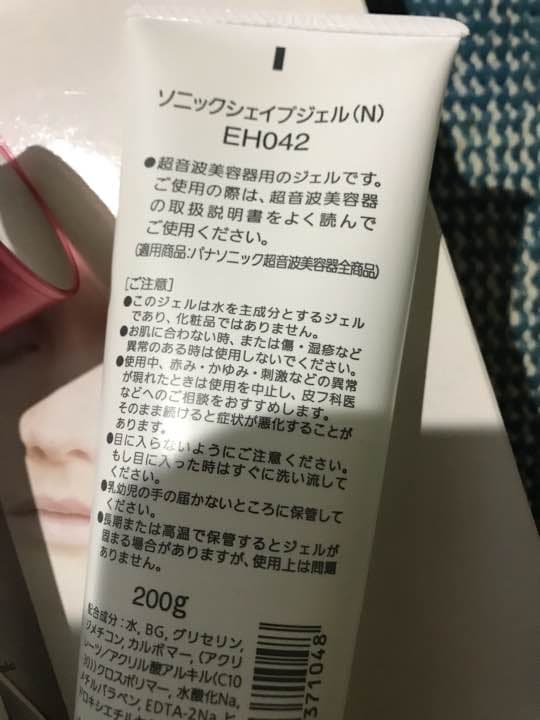 ソニックシェイプジェル(N)
EH042
●超音波美容器用のジェルです。
ご使用の際は、超音波美容器
の取扱説明書をよく読んで
ご使用ください。
(適用商品:パナソニック超音波美容器全商品)
[ご注意]
●このジェルは水を主成分とするジェル
であり、化粧品ではありません。
●お肌に合わない時、または傷・湿疹など
異常のある時は使用しないでください。
●使用中、赤み・かゆみ・刺激などの異常
が現れたときは使用を中止し、皮フ科医
などへのご相談をおすすめします。
そのまま続けると症状が悪化することが
あります。
●目に入らないようにご注意ください。
もし目に入った時はすぐに洗い流して
ください。
●乳幼児の手の届かないところに保管して
ください。
●長期または高温で保管するとジェルが
固まる場合がありますが、使用上は問題
ありません。
200g
配合成分:水, BG, グリセリン,
ジメチコン, カルボマー, (アクリ
レーツ/アクリル酸アルキル(C10
30))クロスポリマー, 水酸化Na,
メチルパラベン, EDTA-2Na, ヒ
ドロキシエチル
371048